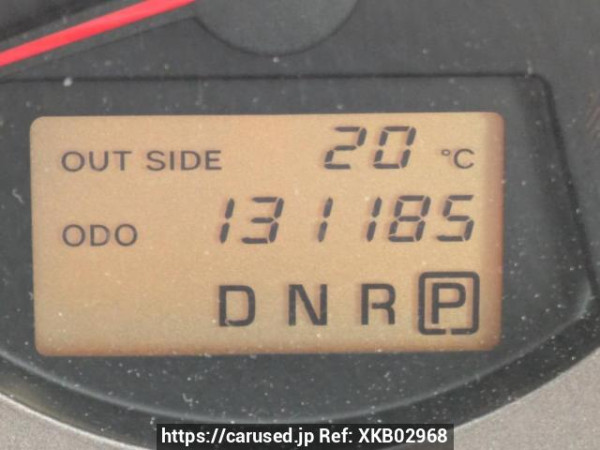 OUT SIDE 20 °C
ODO 131185
D N R P
https://carused.jp Ref: XKB02968